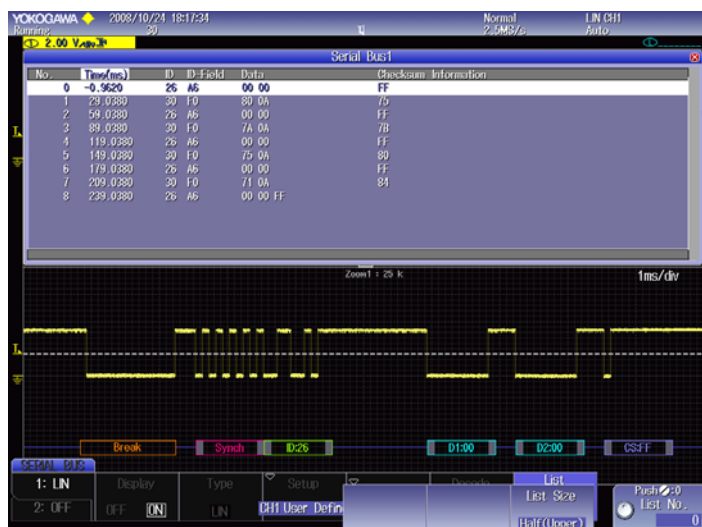 YOKOGAWA 2008/10/24 18:17:34 Normal LIN CH1
Running 30 2.5MS/s Auto
2.00 V
Serial Bus1
No. Time(ms) ID ID-Field Data Checksum Information
0 -0.9620 26 A6 00 00 FF
1 29.0380 30 F0 80 0A 75
2 59.0380 26 A6 00 00 FF
3 89.0380 30 F0 7A 0A 7B
4 119.0380 26 A6 00 00 FF
5 149.0380 30 F0 75 0A 80
6 179.0380 26 A6 00 00 FF
7 209.0380 30 F0 71 0A 84
8 239.0380 26 A6 00 00 FF
Zoom1 : 25 k 1ms/div
Break Synch ID:26 D1:00 D2:00 CS:FF
SERIAL BUS
1: LIN Display Type Setup Decode List
2: OFF OFF ON LIN CH1 User Defin List Size
Half(Upper)
Push :0
List No.
0